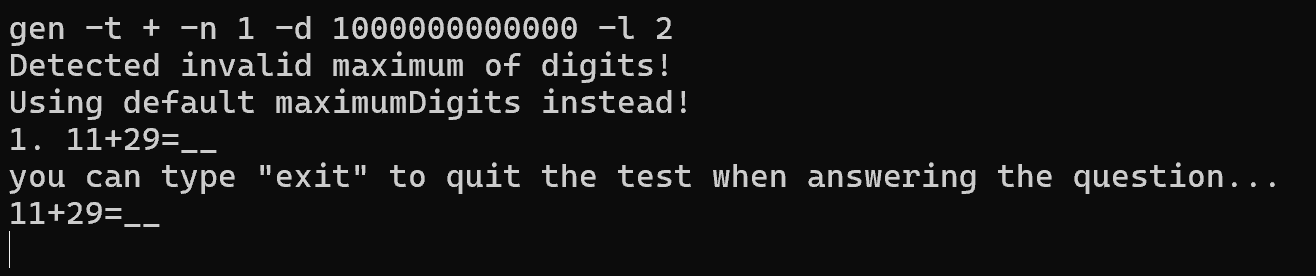 gen -t + -n 1 -d 1000000000000 -l 2
Detected invalid maximum of digits!
Using default maximumDigits instead!
1. 11+29=__
you can type "exit" to quit the test when answering the question...
11+29=__